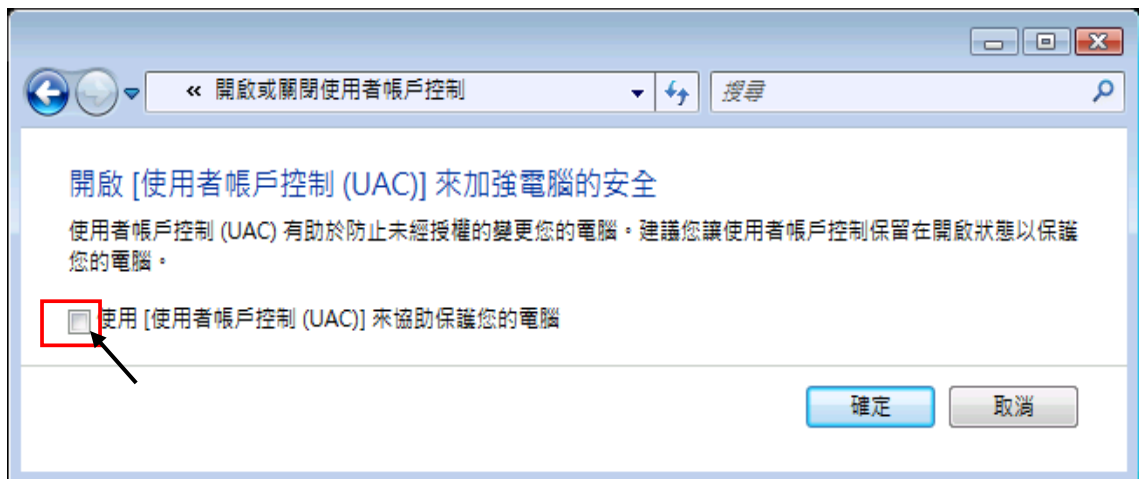 « 開啟或關閉使用者帳戶控制
搜尋
開啟 [使用者帳戶控制 (UAC)] 來加強電腦的安全
使用者帳戶控制 (UAC) 有助於防止未經授權的變更您的電腦。建議您讓使用者帳戶控制保留在開啟狀態以保護
您的電腦。
使用 [使用者帳戶控制 (UAC)] 來協助保護您的電腦
確定
取消